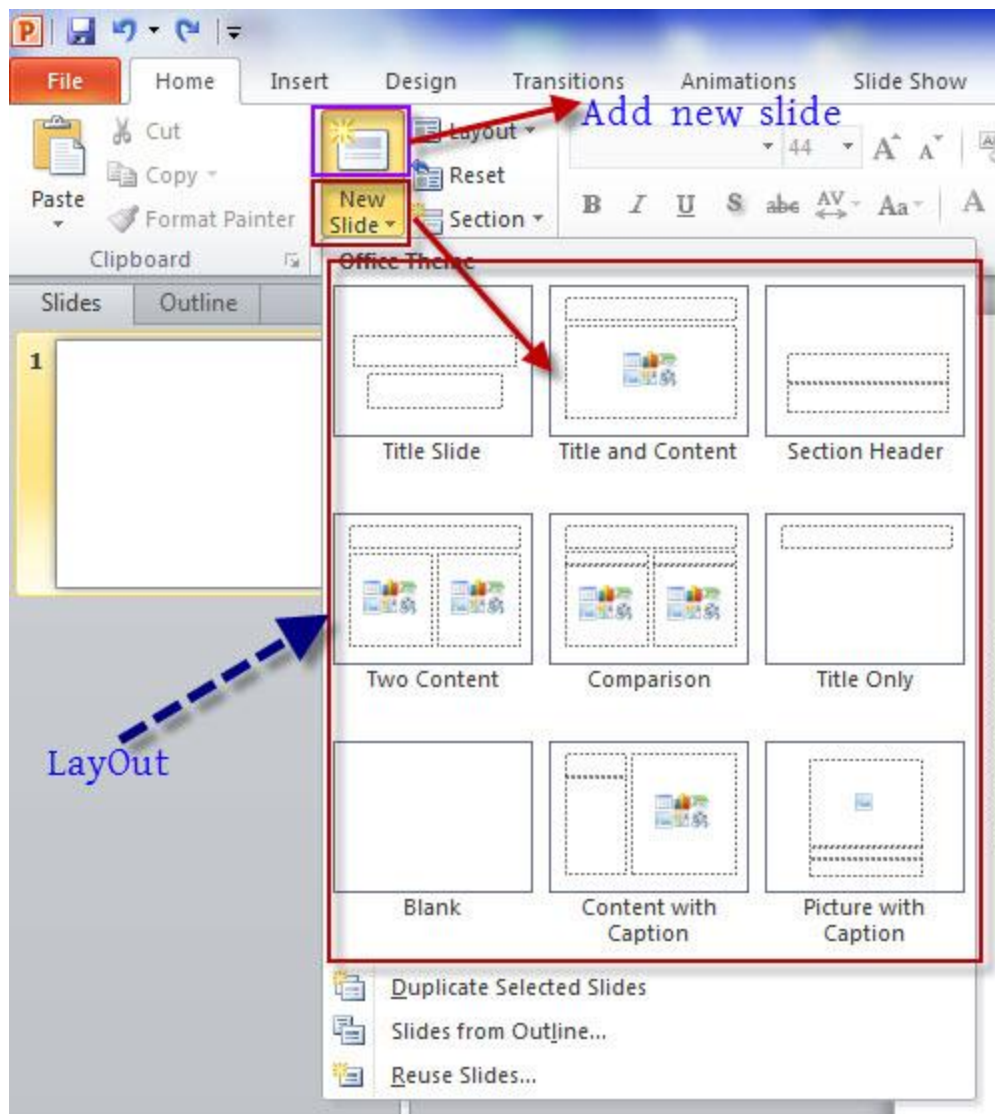 P
File Home Insert Design Transitions Animations Slide Show
Add new slide
Cut
Copy
Paste
Format Painter
Clipboard
New
Slide
Layout
Reset
Section
44
A A
B I U S abc AV Aa A
Slides Outline
Office Theme
1
Title Slide Title and Content Section Header
Two Content Comparison Title Only
LayOut
Blank Content with Caption Picture with Caption
Duplicate Selected Slides
Slides from Outline...
Reuse Slides...